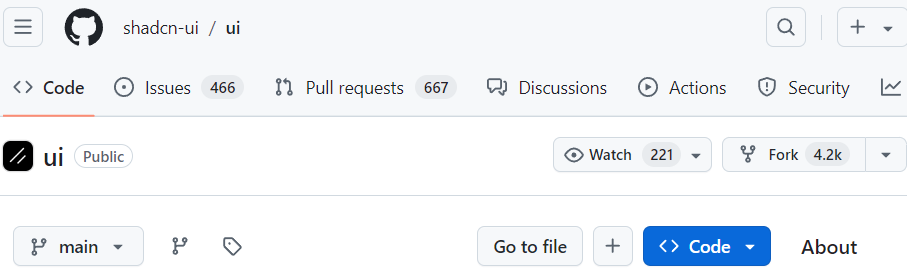 shadcn-ui / ui
Code Issues 466 Pull requests 667 Discussions Actions Security
ui Public Watch 221 Fork 4.2k
main Go to file Code About